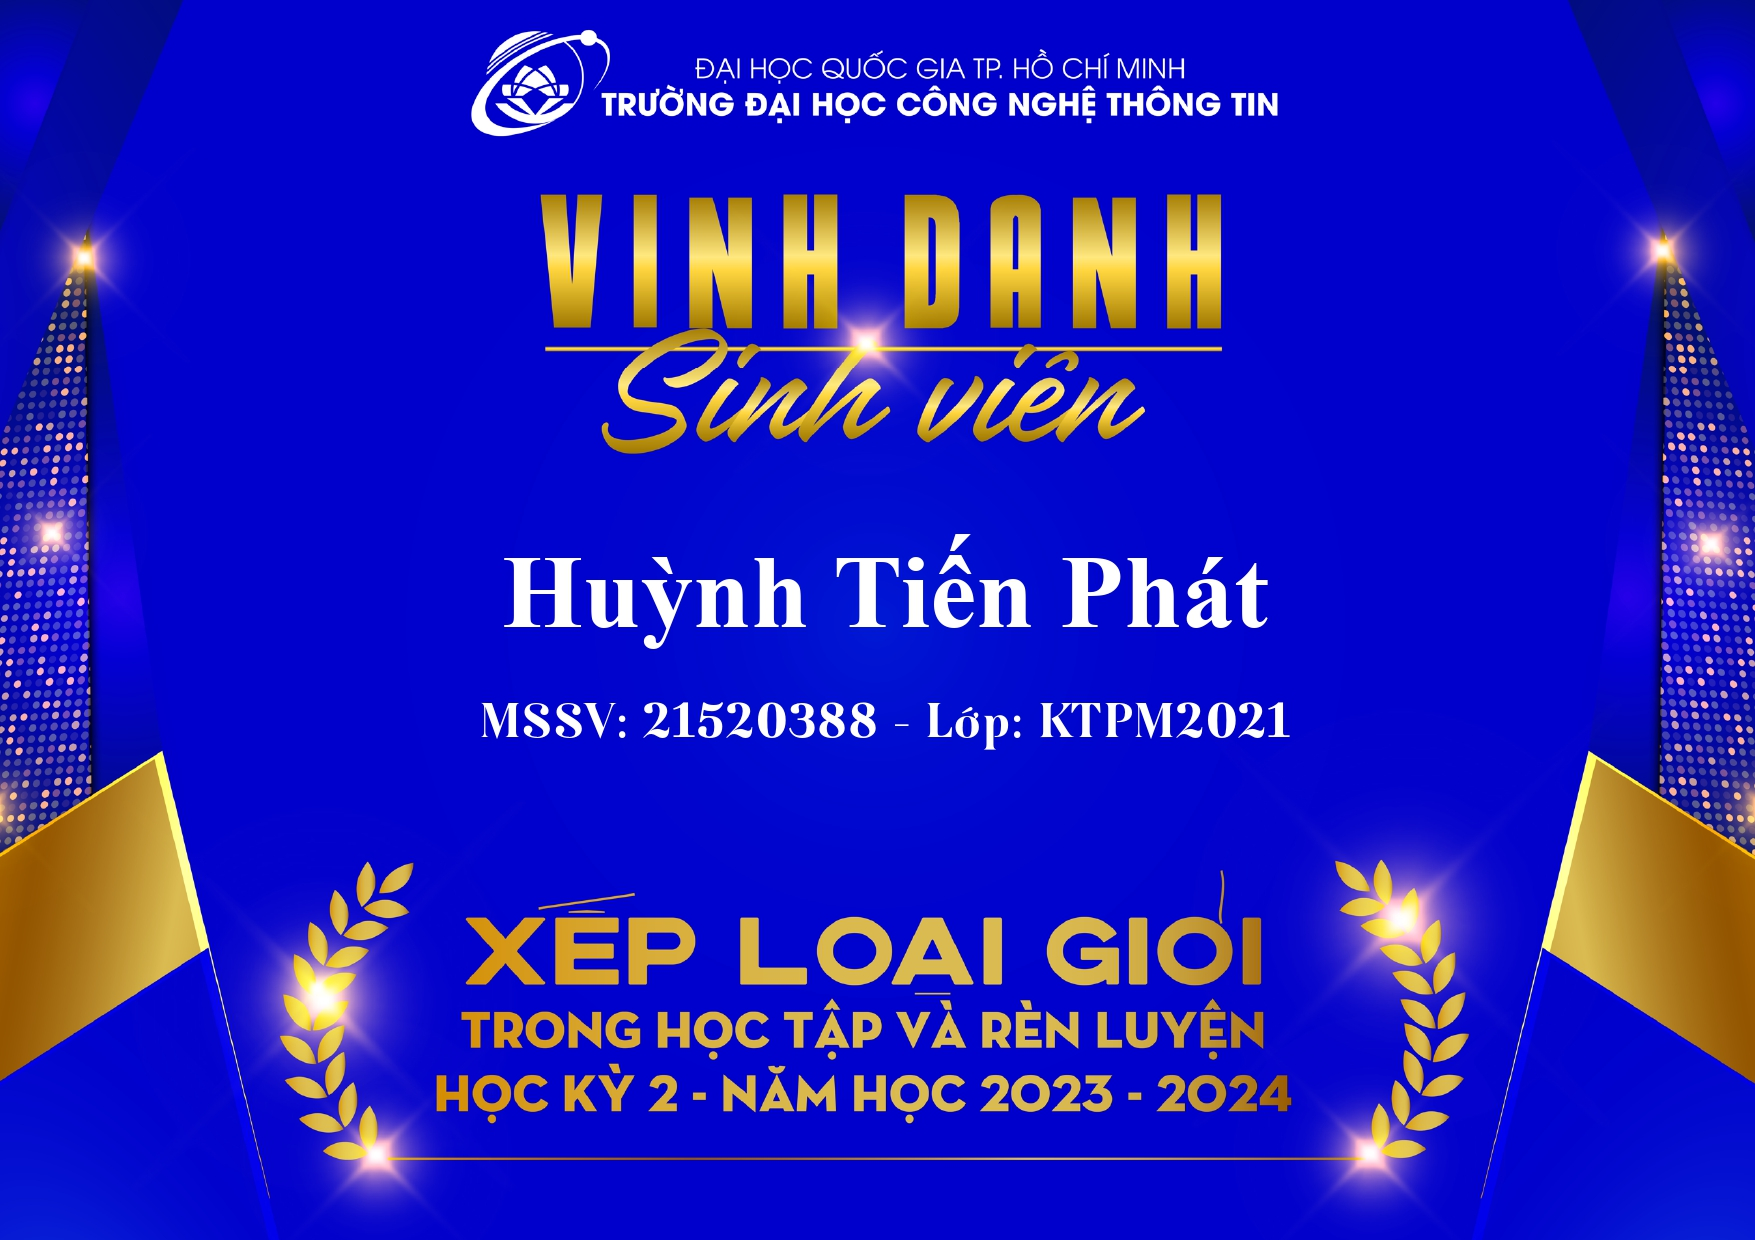 ĐẠI HỌC QUỐC GIA TP. HỒ CHÍ MINH
TRƯỜNG ĐẠI HỌC CÔNG NGHỆ THÔNG TIN
VINH DANH
Sinh viên
Huỳnh Tiến Phát
MSSV: 21520388 - Lớp: KTPM2021
XẾP LOẠI GIỎI
TRONG HỌC TẬP VÀ RÈN LUYỆN
HỌC KỲ 2 - NĂM HỌC 2023 - 2024